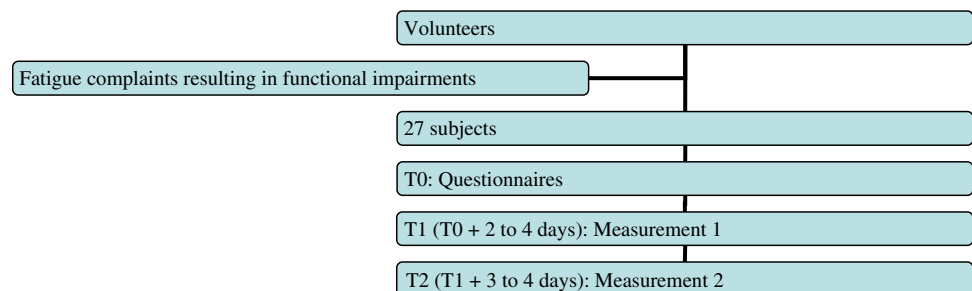 Volunteers
Fatigue complaints resulting in functional impairments
27 subjects
T0: Questionnaires
T1 (T0 + 2 to 4 days): Measurement 1
T2 (T1 + 3 to 4 days): Measurement 2